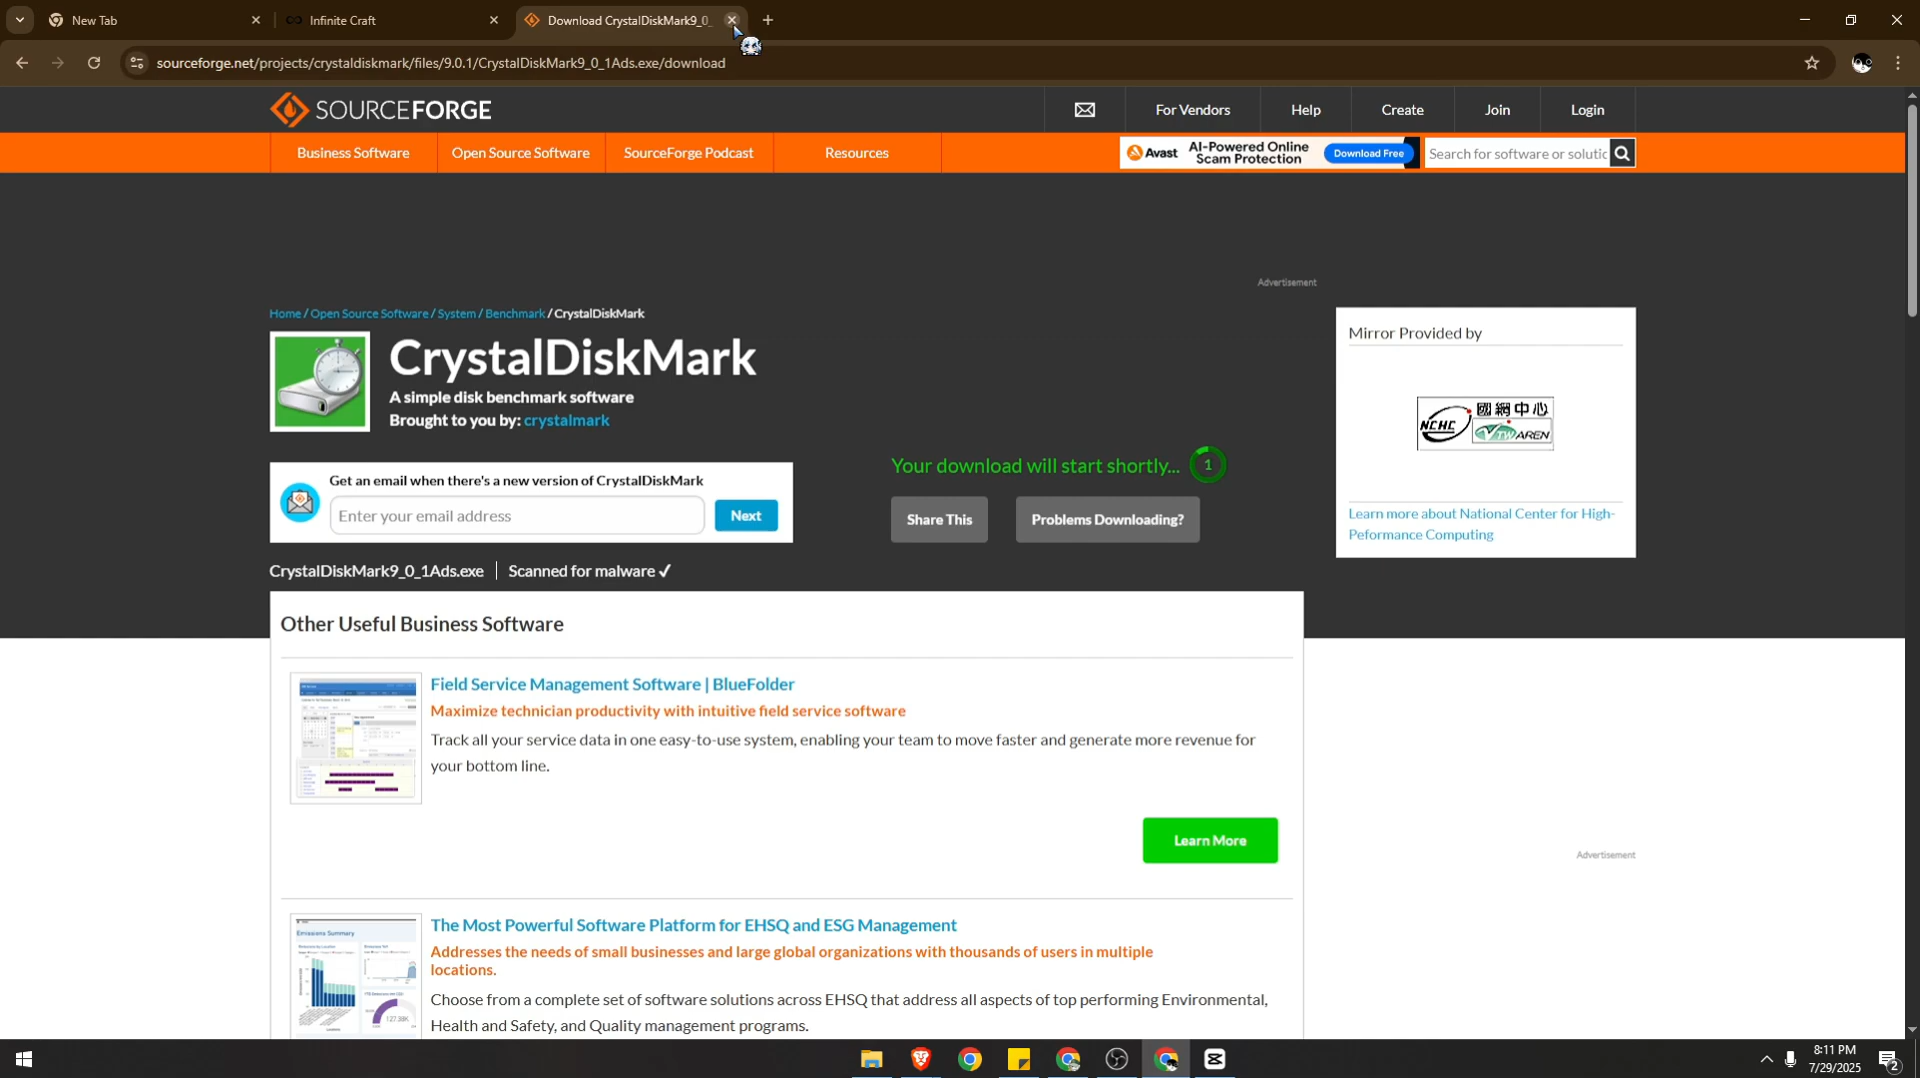 New Tab
Infinite Craft
Download CrystalDiskMark9_0_
sourceforge.net/projects/crystaldiskmark/files/9.0.1/CrystalDiskMark9_0_1Ads.exe/download
SOURCEFORGE
For Vendors
Help
Create
Join
Login
Business Software
Open Source Software
SourceForge Podcast
Resources
Avast
AI-Powered Online
Scam Protection
Download Free
Search for software or solutic
Advertisement
Home / Open Source Software / System / Benchmark / CrystalDiskMark
CrystalDiskMark
A simple disk benchmark software
Brought to you by: crystalmark
Mirror Provided by
NCHC
國網中心
TWAREN
Learn more about National Center for High-
Peformance Computing
Get an email when there's a new version of CrystalDiskMark
Enter your email address
Next
Your download will start shortly... 1
Share This
Problems Downloading?
CrystalDiskMark9_0_1Ads.exe | Scanned for malware ✓
Other Useful Business Software
Field Service Management Software | BlueFolder
Maximize technician productivity with intuitive field service software
Track all your service data in one easy-to-use system, enabling your team to move faster and generate more revenue for
your bottom line.
Learn More
Advertisement
The Most Powerful Software Platform for EHSQ and ESG Management
Addresses the needs of small businesses and large global organizations with thousands of users in multiple
locations.
Choose from a complete set of software solutions across EHSQ that address all aspects of top performing Environmental,
Health and Safety, and Quality management programs.
Emissions Summary
127.38K
8:11 PM
7/29/2025
2